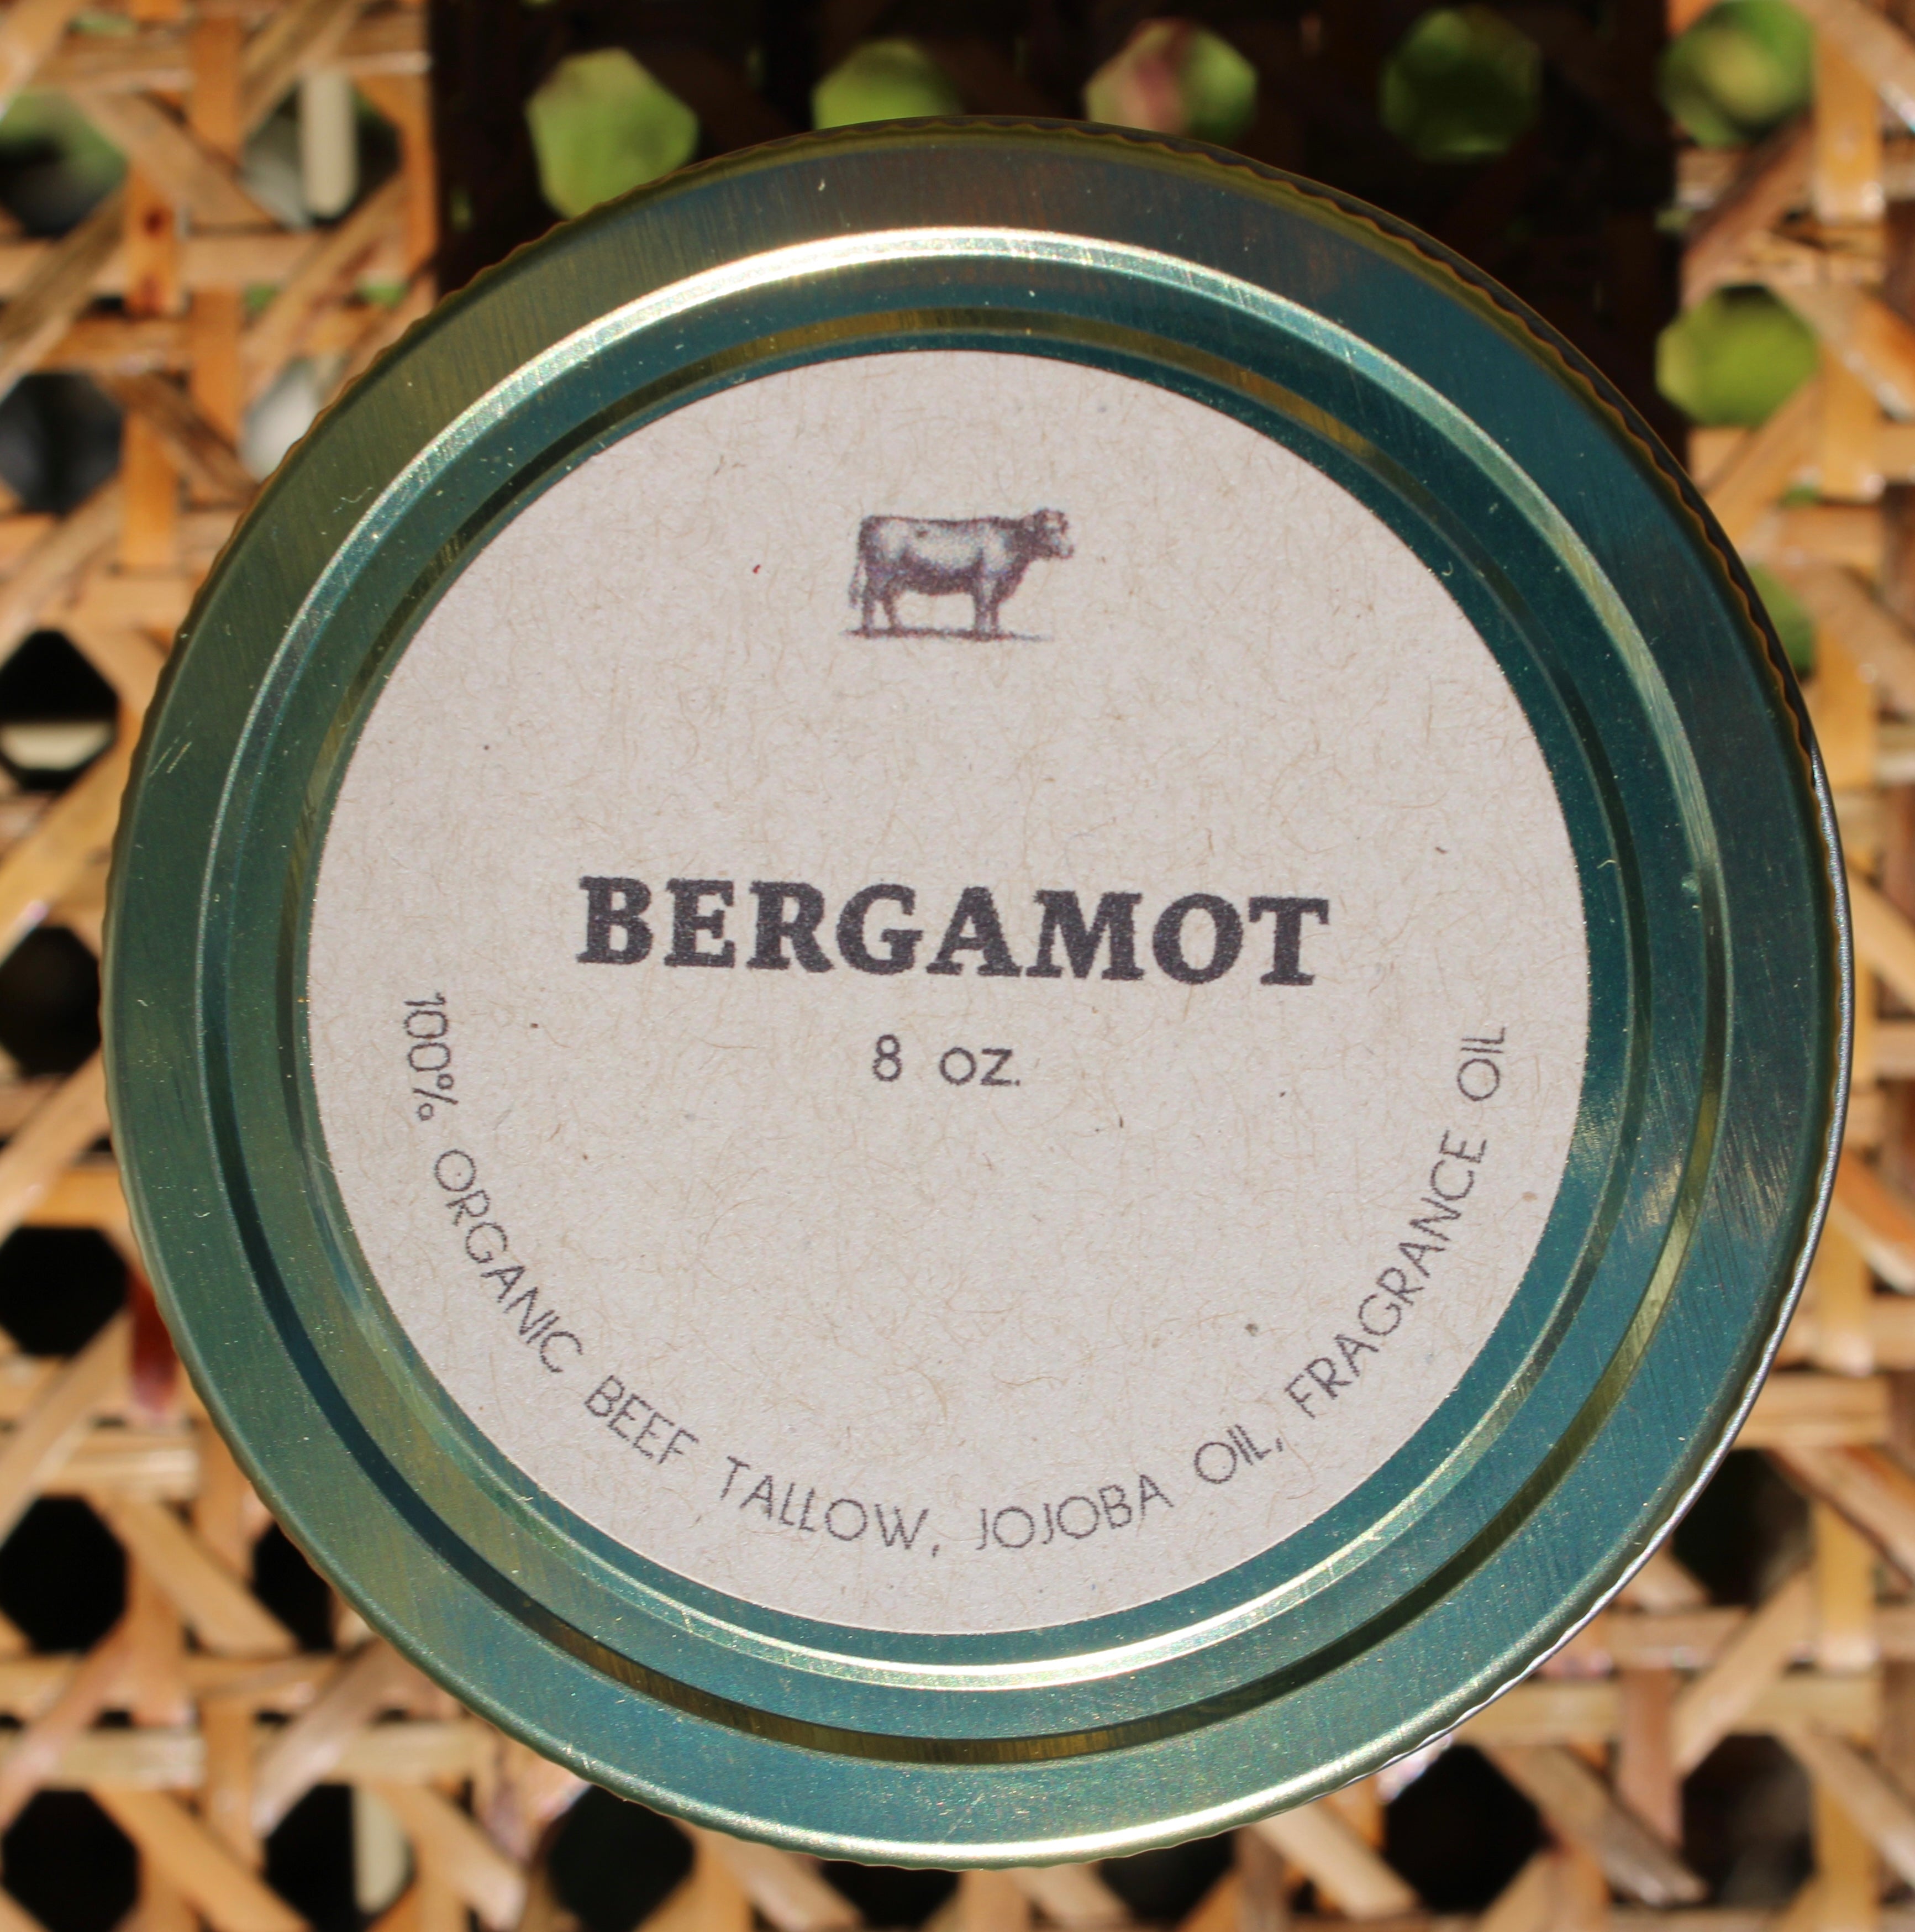 BERGAMOT
8 oz.
100% ORGANIC BEEF TALLOW, JOJOBA OIL, FRAGRANCE OIL